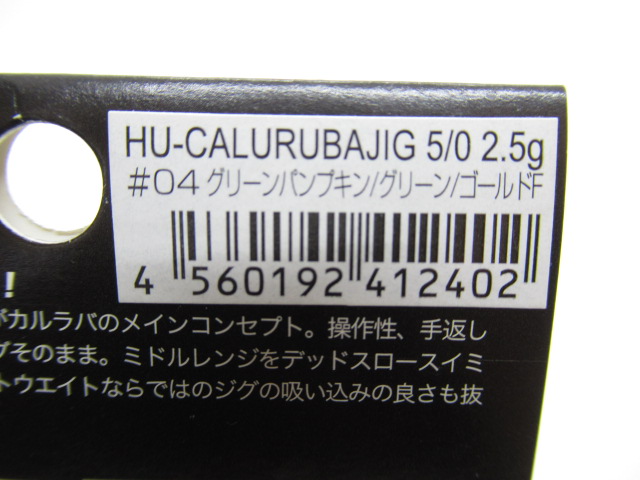 HU-CALURUBAJIG 5/0 2.5g
#04 グリーンパンプキン/グリーン/ゴールドF
4 560192 412402
!
がカルラバのメインコンセプト。操作性、手返し
グそのまま。ミドルレンジをデッドスロースイミ
トウエイトならではのジグの吸い込みの良さも抜